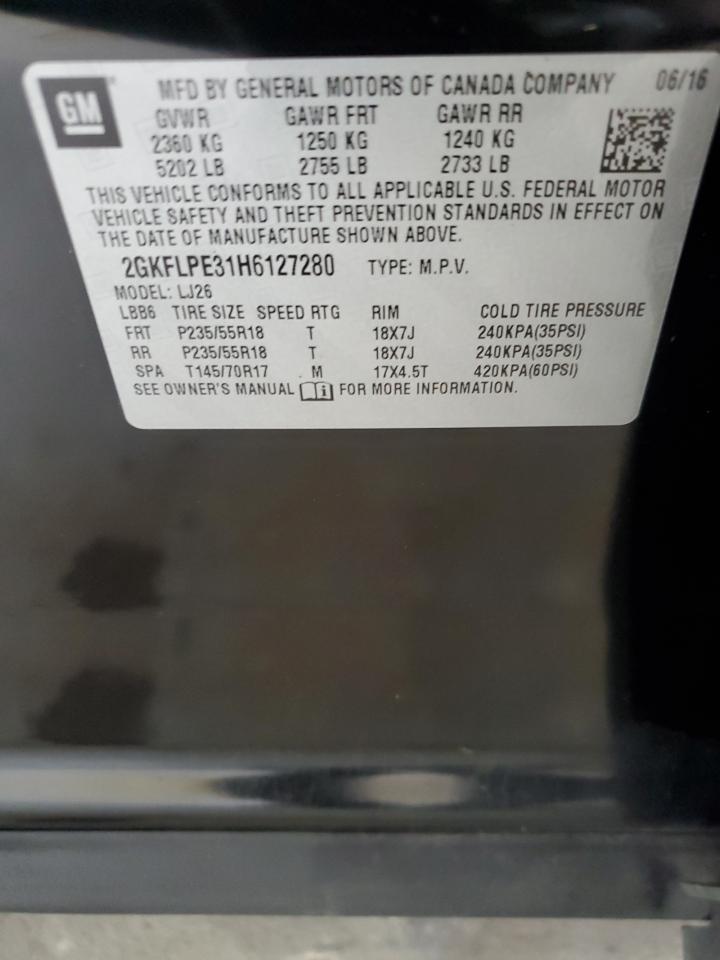 GM
MFD BY GENERAL MOTORS OF CANADA COMPANY 06/16
GVWR GAWR FRT GAWR RR
2360 KG 1250 KG 1240 KG
5202 LB 2755 LB 2733 LB
THIS VEHICLE CONFORMS TO ALL APPLICABLE U.S. FEDERAL MOTOR
VEHICLE SAFETY AND THEFT PREVENTION STANDARDS IN EFFECT ON
THE DATE OF MANUFACTURE SHOWN ABOVE.
2GKFLPE31H6127280 TYPE: M.P.V.
MODEL: LJ26
LBB6 TIRE SIZE SPEED RTG RIM COLD TIRE PRESSURE
FRT P235/55R18 T 18X7J 240KPA(35PSI)
RR P235/55R18 T 18X7J 240KPA(35PSI)
SPA T145/70R17 M 17X4.5T 420KPA(60PSI)
SEE OWNER'S MANUAL i FOR MORE INFORMATION.